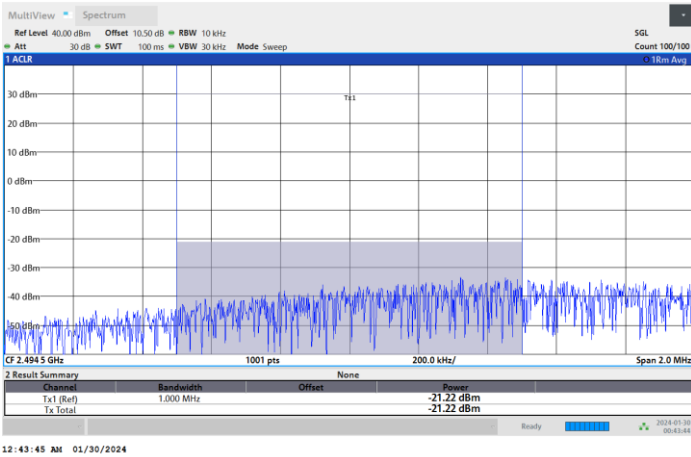 MultiView Spectrum
Ref Level 40.00 dBm Offset 10.50 dB RBW 10 kHz SGL
Att 30 dB SWT 100 ms VBW 30 kHz Mode Sweep Count 100/100
1 ACLR 1Rm Avg
Tx1
30 dBm
20 dBm
10 dBm
0 dBm
-10 dBm
-20 dBm
-30 dBm
-40 dBm
-50 dBm
CF 2.494 5 GHz 1001 pts 200.0 kHz/ Span 2.0 MHz
2 Result Summary None
Channel Bandwidth Offset Power
Tx1 (Ref) 1.000 MHz -21.22 dBm
Tx Total -21.22 dBm
Ready 2024-01-30
00:43:44
12:43:45 AM 01/30/2024